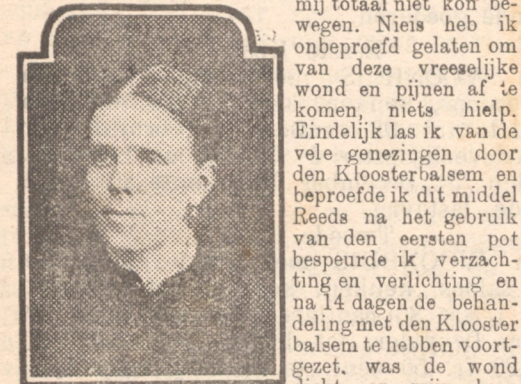 mij totaal niet kon be-
wegen. Nieis heb ik
onbeproefd gelaten om
van deze vreeselijke
wond en pijnen af te
komen, niets hielp.
Eindelijk las ik van de
vele genezingen door
den Kloosterbalsem en
beproefde ik dit middel
Reeds na het gebruik
van den eersten pot
bespeurde ik verzach-
ting en verlichting en
na 14 dagen de behan-
deling met den Klooster
balsem te hebben voort-
gezet, was de wond